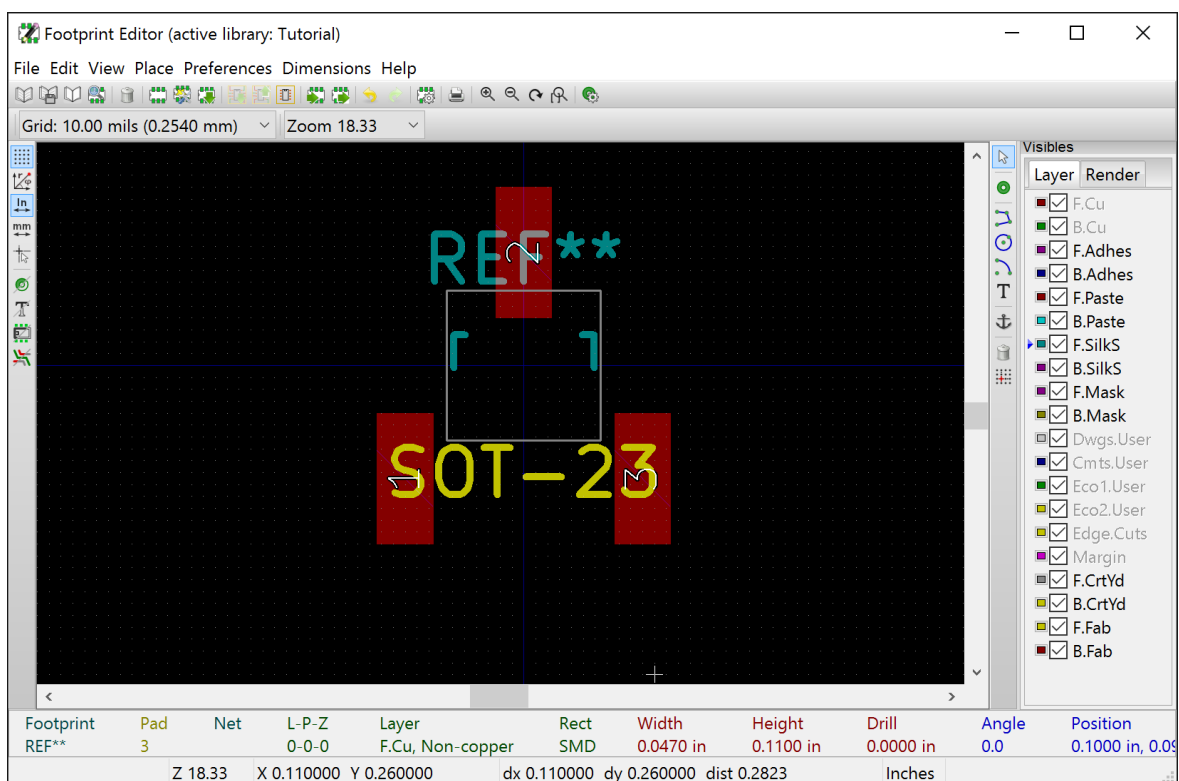 Footprint Editor (active library: Tutorial)
File Edit View Place Preferences Dimensions Help
Grid: 10.00 mils (0.2540 mm) Zoom 18.33
In
mm
REF**
2
SOT-23
1
3
T
Visibles
Layer Render
F.Cu
B.Cu
F.Adhes
B.Adhes
F.Paste
B.Paste
F.SilkS
B.SilkS
F.Mask
B.Mask
Dwgs.User
Cmts.User
Eco1.User
Eco2.User
Edge.Cuts
Margin
F.CrtYd
B.CrtYd
F.Fab
B.Fab
Footprint Pad Net L-P-Z Layer Rect Width Height Drill Angle Position
REF** 3 0-0-0 F.Cu, Non-copper SMD 0.0470 in 0.1100 in 0.0000 in 0.0 0.1000 in, 0.09
Z 18.33 X 0.110000 Y 0.260000 dx 0.110000 dy 0.260000 dist 0.2823 Inches